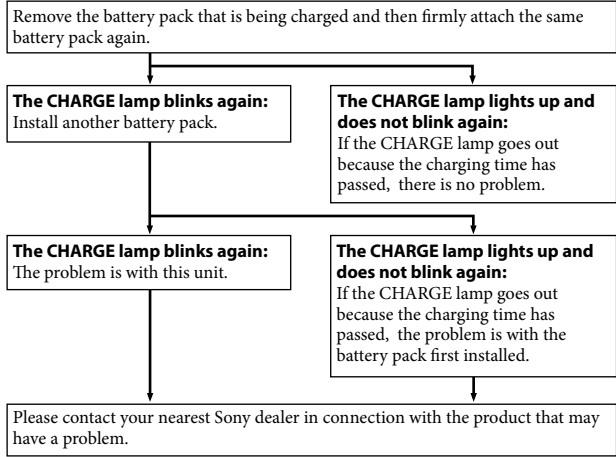 Remove the battery pack that is being charged and then firmly attach the same
battery pack again.
The CHARGE lamp blinks again:
Install another battery pack.
The CHARGE lamp lights up and
does not blink again:
If the CHARGE lamp goes out
because the charging time has
passed, there is no problem.
The CHARGE lamp blinks again:
The problem is with this unit.
The CHARGE lamp lights up and
does not blink again:
If the CHARGE lamp goes out
because the charging time has
passed, the problem is with the
battery pack first installed.
Please contact your nearest Sony dealer in connection with the product that may
have a problem.